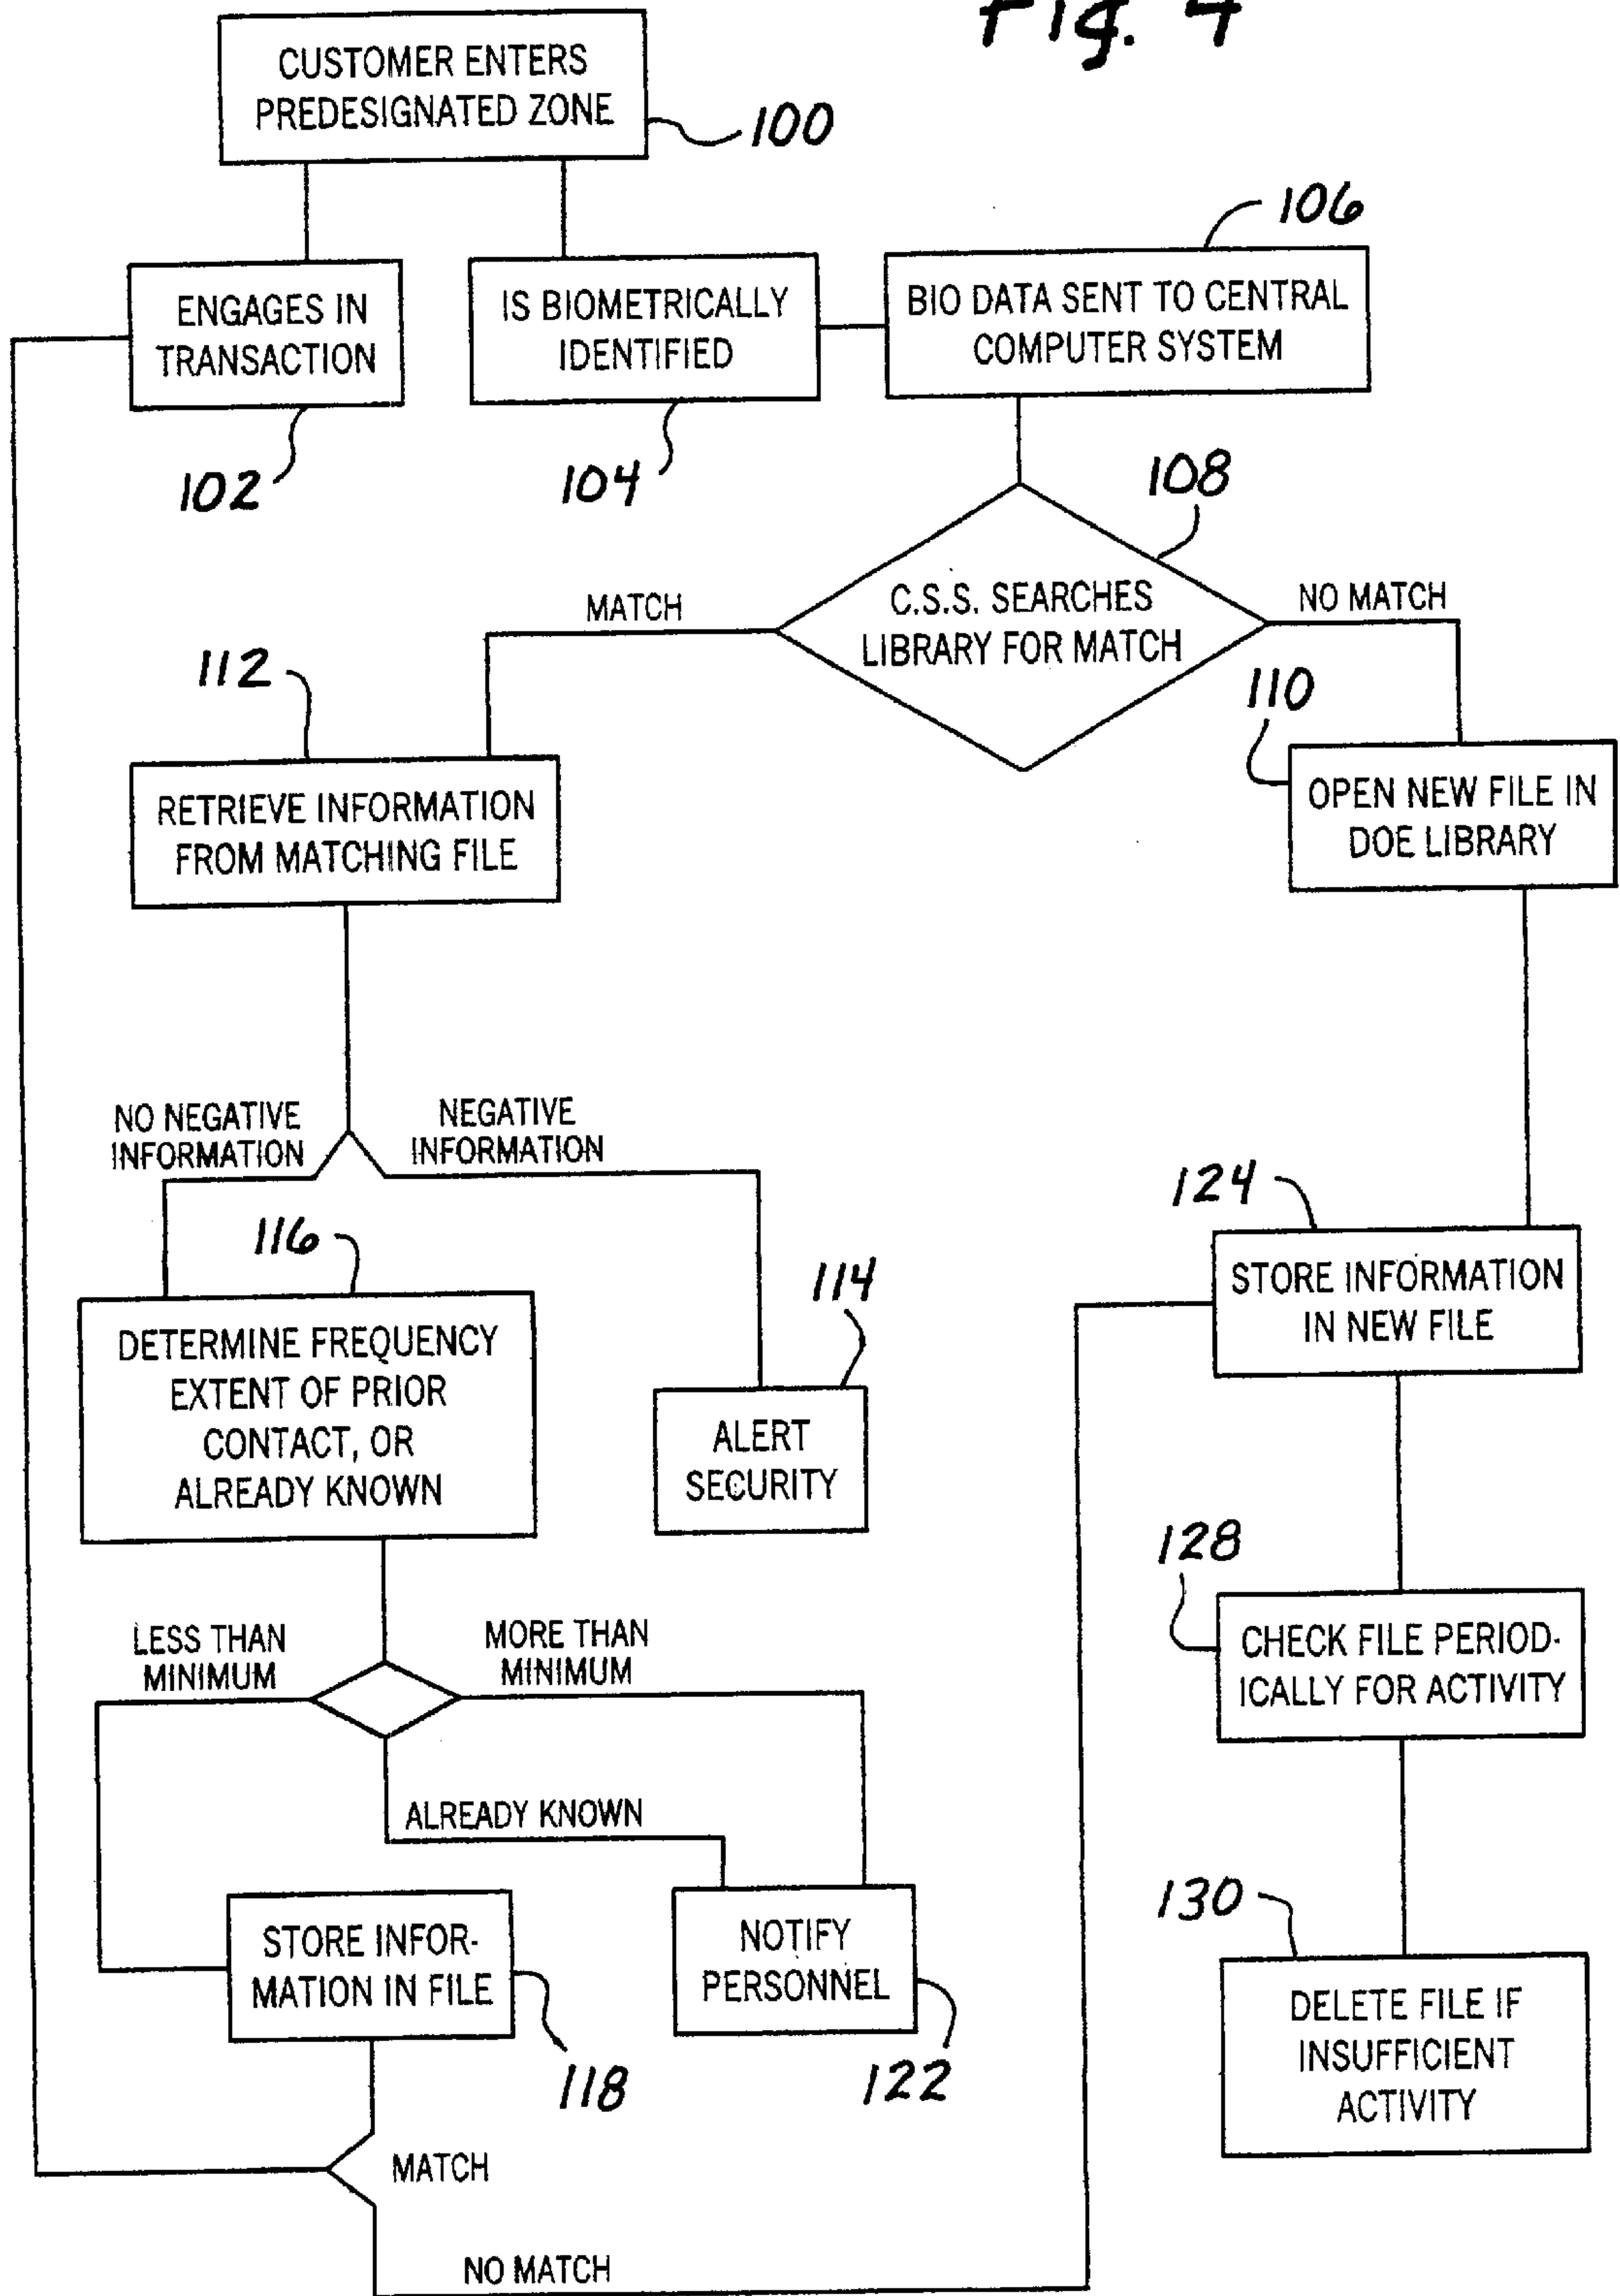 Fig. 4
CUSTOMER ENTERS
PREDESIGNATED ZONE
100
106
ENGAGES IN
TRANSACTION
102
IS BIOMETRICALLY
IDENTIFIED
104
BIO DATA SENT TO CENTRAL
COMPUTER SYSTEM
108
C.S.S. SEARCHES
LIBRARY FOR MATCH
MATCH
NO MATCH
112
RETRIEVE INFORMATION
FROM MATCHING FILE
110
OPEN NEW FILE IN
DOE LIBRARY
NO NEGATIVE
INFORMATION
NEGATIVE
INFORMATION
116
DETERMINE FREQUENCY
EXTENT OF PRIOR
CONTACT, OR
ALREADY KNOWN
114
ALERT
SECURITY
124
STORE INFORMATION
IN NEW FILE
LESS THAN
MINIMUM
MORE THAN
MINIMUM
ALREADY KNOWN
128
CHECK FILE PERIOD-
ICALLY FOR ACTIVITY
STORE INFOR-
MATION IN FILE
118
NOTIFY
PERSONNEL
122
130
DELETE FILE IF
INSUFFICIENT
ACTIVITY
MATCH
NO MATCH